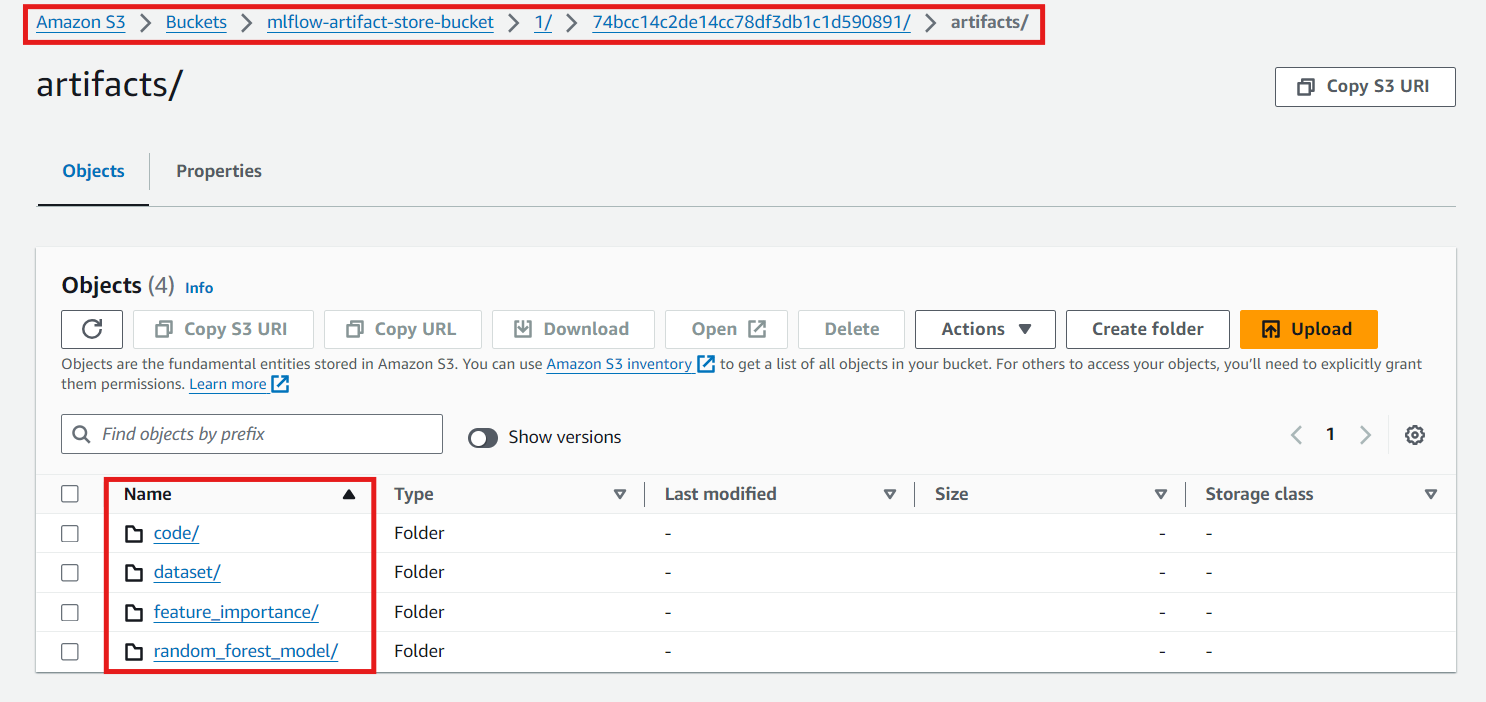 Amazon S3 > Buckets > mlflow-artifact-store-bucket > 1/ > 74bcc14c2de14cc78df3db1c1d590891/ > artifacts/
artifacts/
Copy S3 URI
Objects Properties
Objects (4) Info
Copy S3 URI Copy URL Download Open Delete Actions Create folder Upload
Objects are the fundamental entities stored in Amazon S3. You can use Amazon S3 inventory to get a list of all objects in your bucket. For others to access your objects, you’ll need to explicitly grant
them permissions. Learn more
Find objects by prefix Show versions 1
Name Type Last modified Size Storage class
code/ Folder - - -
dataset/ Folder - - -
feature_importance/ Folder - - -
random_forest_model/ Folder - - -